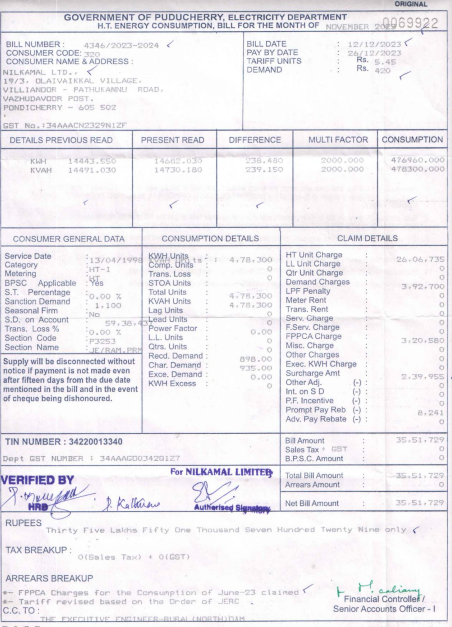 ORIGINAL
GOVERNMENT OF PUDUCHERRY, ELECTRICITY DEPARTMENT
H.T. ENERGY CONSUMPTION, BILL FOR THE MONTH OF NOVEMBER 2023
0069922
BILL NUMBER : 4346/2023-2024
CONSUMER CODE: 320
CONSUMER NAME & ADDRESS :
NILKAMAL LTD.,
19/3. OLAIVAIKKAL VILLAGE,
VILLIANOOR - PATHUKANNU ROAD,
VAZHUDAVOOR POST,
PONDICHERRY - 605 502
GST No.:34AAACN2329N1ZF
BILL DATE : 12/12/2023
PAY BY DATE : 26/12/2023
TARIFF UNITS : Rs. 5.45
DEMAND : Rs. 420
DETAILS PREVIOUS READ PRESENT READ DIFFERENCE MULTI FACTOR CONSUMPTION
KWH 14443.550 14682.030 238.480 2000.000 476960.000
KVAH 14491.030 14730.180 239.150 2000.000 478300.000
CONSUMER GENERAL DATA CONSUMPTION DETAILS CLAIM DETAILS
Service Date : 13/04/1998
Category : HT-1
Metering : HT
BPSC Applicable : Yes
S.T. Percentage : 0.00 %
Sanction Demand : 1,100
Seasonal Firm : No
S.D. on Account : 59,38,
Trans. Loss % : 0.00 %
Section Code : P3253
Section Name : JE/RAM.PRM
Supply will be disconnected without
notice if payment is not made even
after fifteen days from the due date
mentioned in the bill and in the event
of cheque being dishonoured.
KWH Units : 4,78,300
Comp. Units : 0
Trans. Loss : 0
STOA Units : 0
Total Units : 4,78,300
KVAH Units : 4,78,300
Lag Units : 0
Lead Units : 0
Power Factor : 0.00
L.L. Units : 0
Qtrs. Units : 0
Recd. Demand : 898.00
Char. Demand : 935.00
Exce. Demand : 0.00
KWH Excess : 0
HT Unit Charge : 26,06,735
LL Unit Charge : 0
Qtr Unit Charge : 0
Demand Charges : 3,92,700
LPF Penalty : 0
Meter Rent : 0
Trans. Rent : 0
Serv. Charge : 0
F.Serv. Charge : 0
FPPCA Charge : 3,20,580
Misc. Charge : 0
Other Charges : 0
Exec. KWH Charge : 0
Surcharge Amt : 2,39,955
Other Adj. (-) : 0
Int. on S D (-) : 0
P.F. Incentive (-) : 0
Prompt Pay Reb (-) : 8,241
Adv. Pay Rebate (-) : 0
TIN NUMBER : 34220013340
Dept GST NUMBER : 34AAAGD0342G1Z7
Bill Amount : 35,51,729
Sales Tax + GST : 0
B.P.S.C. Amount : 0
Total Bill Amount : 35,51,729
Arrears Amount : 0
Net Bill Amount : 35,51,729
VERIFIED BY
HRD
For NILKAMAL LIMITED
Authorised Signatory
RUPEES
Thirty Five Lakhs Fifty One Thousand Seven Hundred Twenty Nine only
TAX BREAKUP :
0(Sales Tax) + 0(GST)
ARREARS BREAKUP
*- FPPCA Charges for the Consumption of June-23 claimed
*- Tariff revised based on the Order of JERC
Financial Controller /
Senior Accounts Officer - I
C.C. TO :
THE EXECUTIVE ENGINEER-RURAL(NORTH)O&M